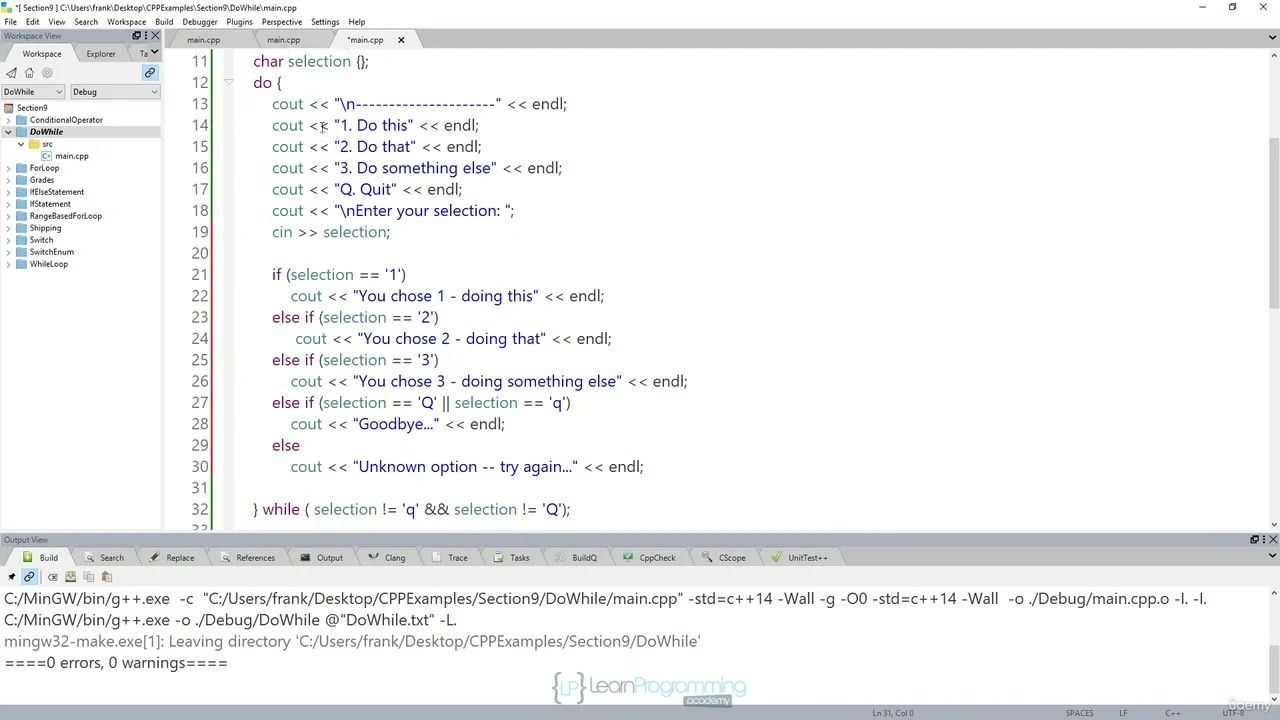 *[ Section9 ] C:\Users\frank\Desktop\CPPExamples\Section9\DoWhile\main.cpp
File Edit View Search Workspace Build Debugger Plugins Perspective Settings Help
Workspace View
main.cpp main.cpp *main.cpp
Workspace Explorer Ta
DoWhile Debug
Section9
ConditionalOperator
DoWhile
src
main.cpp
ForLoop
Grades
IfElseStatement
IfStatement
RangeBasedForLoop
Shipping
Switch
SwitchEnum
WhileLoop
11 char selection {};
12 do {
13 cout << "\n---------------------" << endl;
14 cout << "1. Do this" << endl;
15 cout << "2. Do that" << endl;
16 cout << "3. Do something else" << endl;
17 cout << "Q. Quit" << endl;
18 cout << "\nEnter your selection: ";
19 cin >> selection;
20
21 if (selection == '1')
22 cout << "You chose 1 - doing this" << endl;
23 else if (selection == '2')
24 cout << "You chose 2 - doing that" << endl;
25 else if (selection == '3')
26 cout << "You chose 3 - doing something else" << endl;
27 else if (selection == 'Q' || selection == 'q')
28 cout << "Goodbye..." << endl;
29 else
30 cout << "Unknown option -- try again..." << endl;
31
32 } while ( selection != 'q' && selection != 'Q');
33
Output View
Build Search Replace References Output Clang Trace Tasks BuildQ CppCheck CScope UnitTest++
C:/MinGW/bin/g++.exe -c "C:/Users/frank/Desktop/CPPExamples/Section9/DoWhile/main.cpp" -std=c++14 -Wall -g -O0 -std=c++14 -Wall -o ./Debug/main.cpp.o -I. -I.
C:/MinGW/bin/g++.exe -o ./Debug/DoWhile @"DoWhile.txt" -L.
mingw32-make.exe[1]: Leaving directory 'C:/Users/frank/Desktop/CPPExamples/Section9/DoWhile'
====0 errors, 0 warnings====
{LP} LearnProgramming
.academy
Ln 31, Col 0 SPACES LF C++ UTF-8
ûdemy